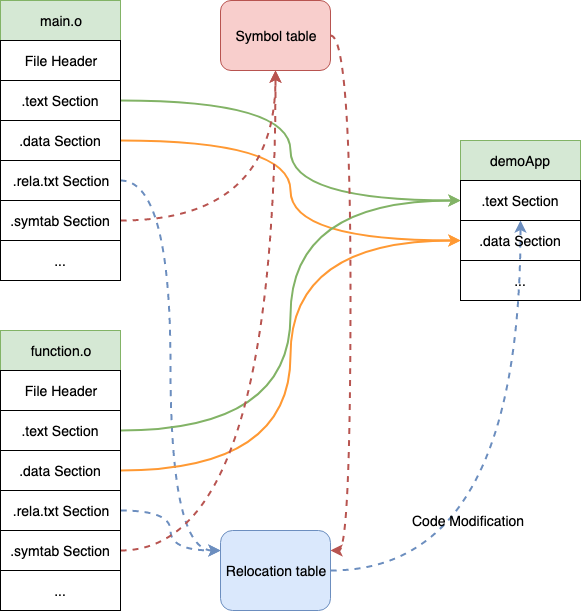 main.o
File Header
.text Section
.data Section
.rela.txt Section
.symtab Section
...
function.o
File Header
.text Section
.data Section
.rela.txt Section
.symtab Section
...
Symbol table
Relocation table
Code Modification
demoApp
.text Section
.data Section
...